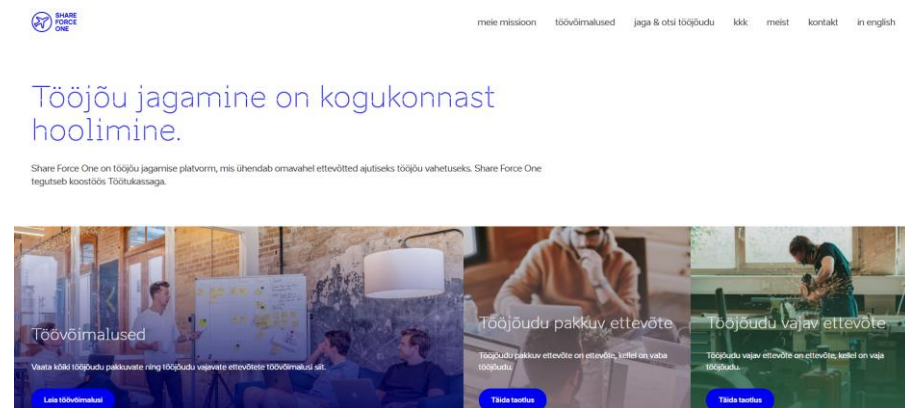 SHARE
FORCE
ONE
meie missioon   töövõimalused   jaga & otsi tööjõudu   kkk   meist   kontakt   in english
Tööjõu jagamine on kogukonnast
hoolimine.
Share Force One on tööjõu jagamise platvorm, mis ühendab omavahel ettevõtted ajutiseks tööjõu vahetuseks. Share Force One
tegutseb koostöös Töötukassaga.
Töövõimalused
Vaata kõiki tööjõudu pakkuvate ning tööjõudu vajavate ettevõtete töövõimalusi siit.
Leia töövõimalusi
Tööjõudu pakkuv ettevõte
Tööjõudu pakkuv ettevõte on ettevõte, kellel on vaba
tööjõudu.
Täida taotlus
Tööjõudu vajav ettevõte
Tööjõudu vajav ettevõte on ettevõte, kellel on vaja
tööjõudu.
Täida taotlus